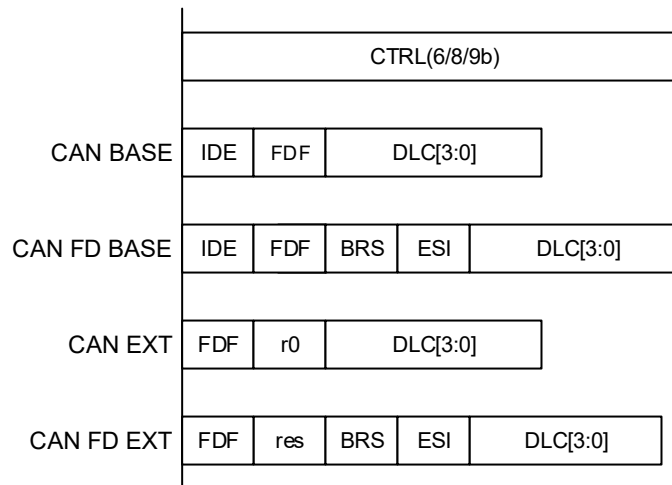 CTRL(6/8/9b)
CAN BASE IDE FDF DLC[3:0]
CAN FD BASE IDE FDF BRS ESI DLC[3:0]
CAN EXT FDF r0 DLC[3:0]
CAN FD EXT FDF res BRS ESI DLC[3:0]